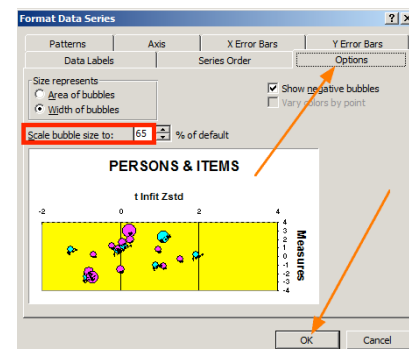 Format Data Series
Patterns Axis X Error Bars Y Error Bars
Data Labels Series Order Options
Size represents
Area of bubbles
Width of bubbles
Show negative bubbles
Vary colors by point
Scale bubble size to: 65 % of default
PERSONS & ITEMS
t Infit Zstd
-2 0 2 4
4
3
2
1
0
-1
-2
-3
-4
Measures
OK Cancel